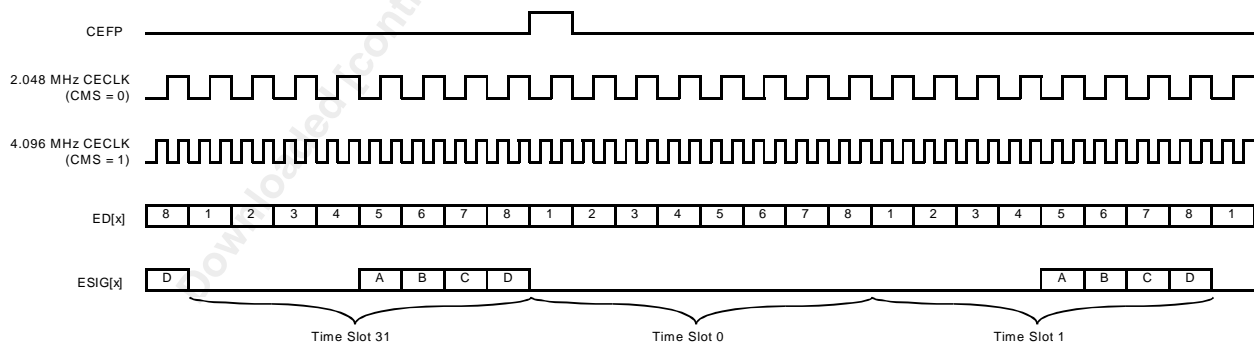 CEFP
2.048 MHz CECLK
(CMS = 0)
4.096 MHz CECLK
(CMS = 1)
ED[x] 8 1 2 3 4 5 6 7 8 1 2 3 4 5 6 7 8 1 2 3 4 5 6 7 8 1
ESIG[x] D A B C D A B C D
Time Slot 31 Time Slot 0 Time Slot 1
Downloaded [cont